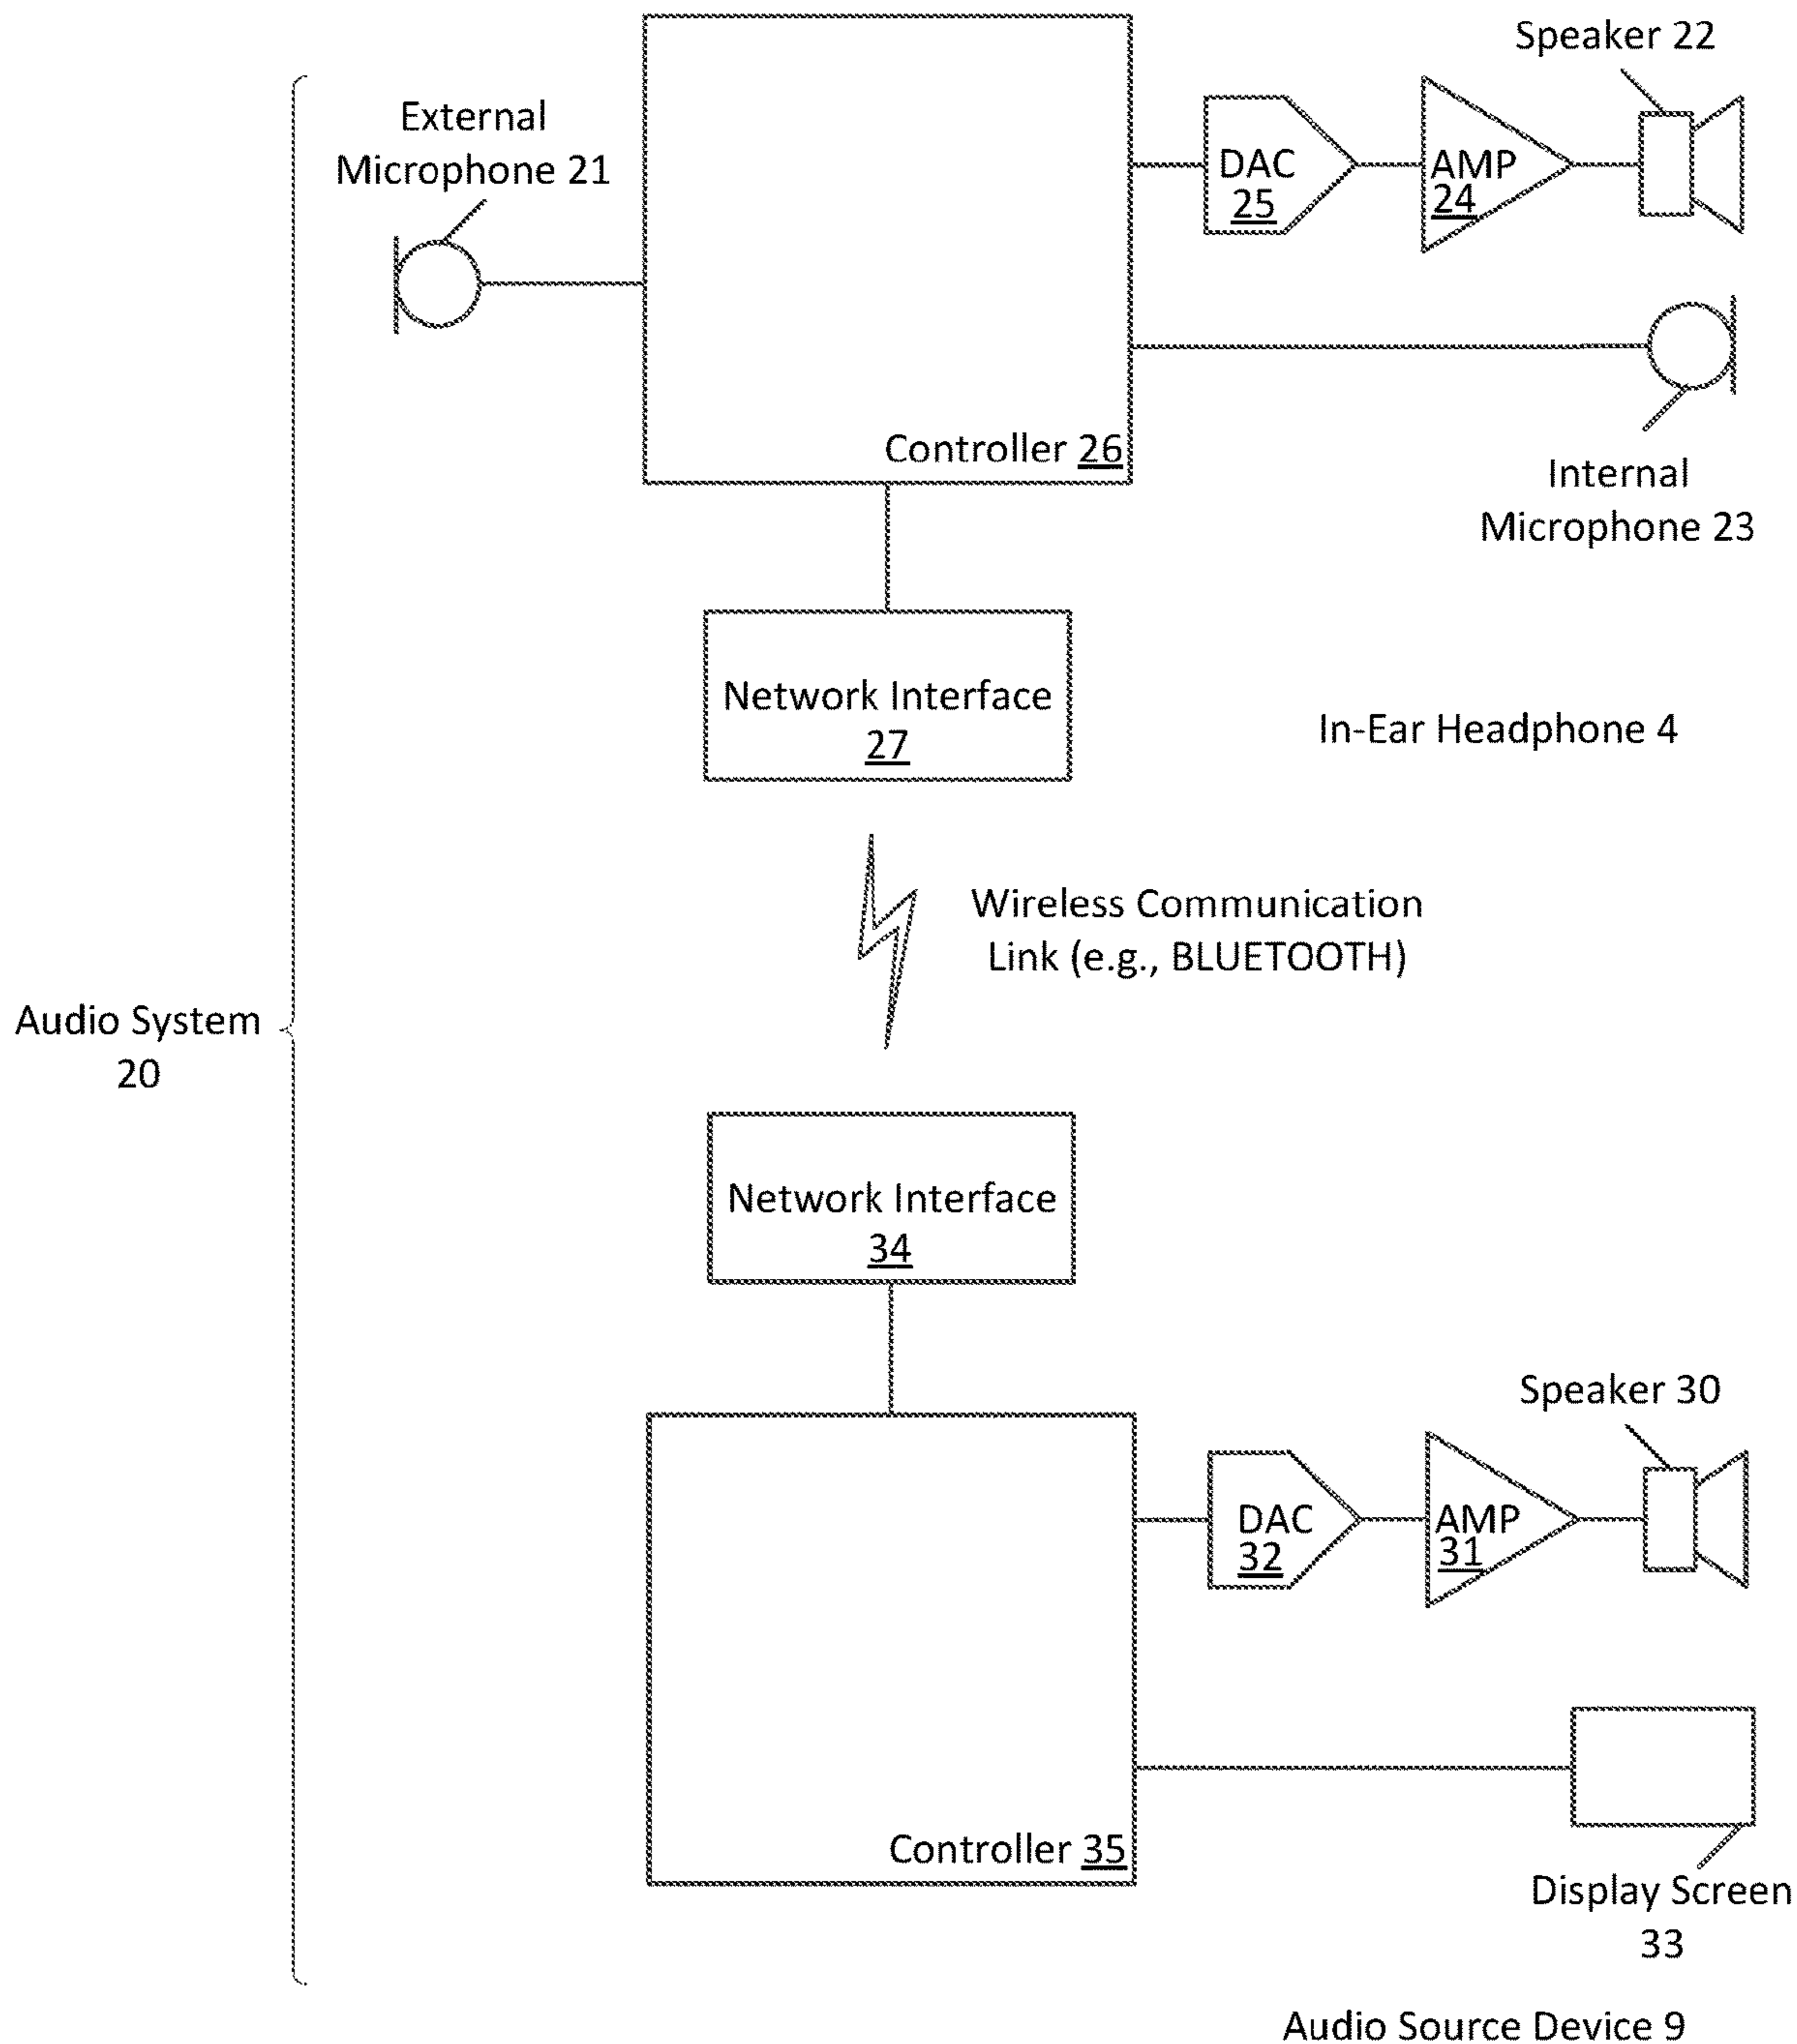 Speaker 22
External
Microphone 21
DAC
25
AMP
24
Controller 26
Internal
Microphone 23
Network Interface
27
In-Ear Headphone 4
Wireless Communication
Link (e.g., BLUETOOTH)
Audio System
20
Network Interface
34
Speaker 30
DAC
32
AMP
31
Controller 35
Display Screen
33
Audio Source Device 9